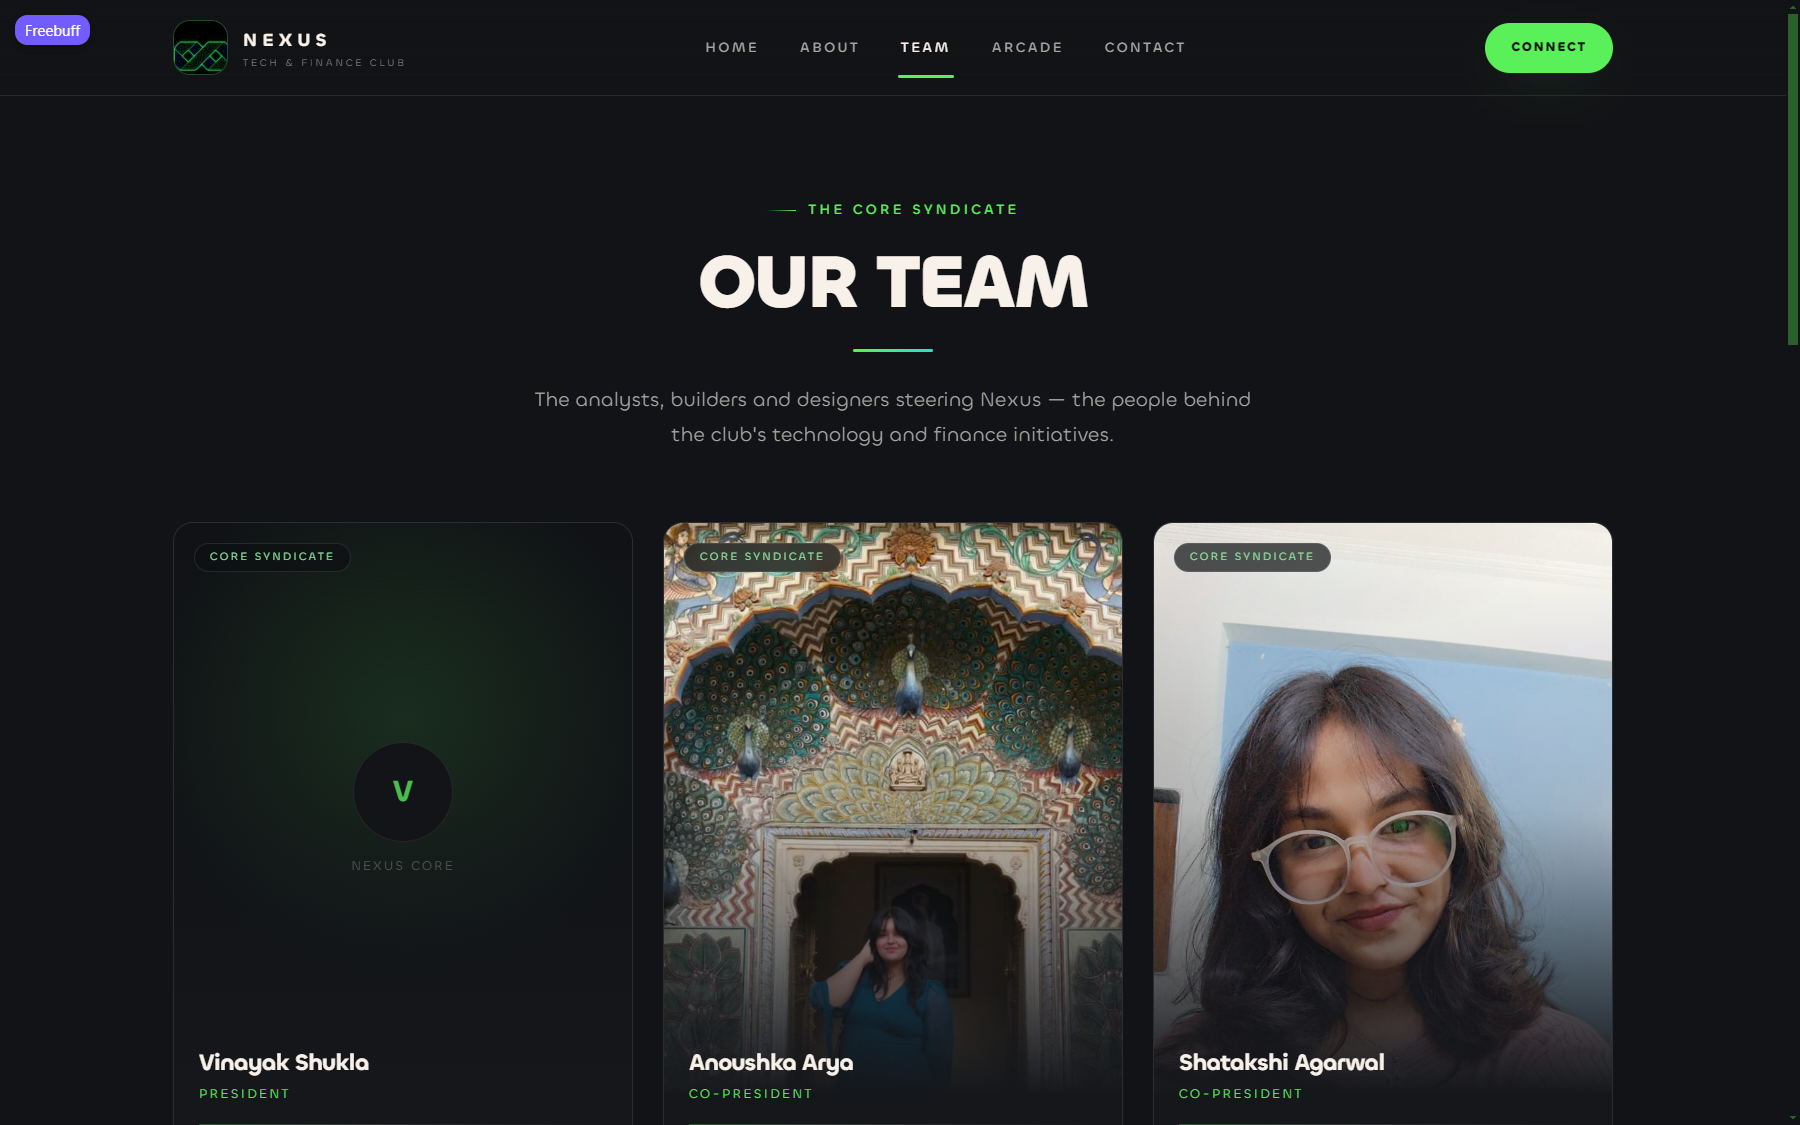 Freebuff
NEXUS
TECH & FINANCE CLUB
HOME
ABOUT
TEAM
ARCADE
CONTACT
CONNECT
THE CORE SYNDICATE
OUR TEAM
The analysts, builders and designers steering Nexus — the people behind
the club's technology and finance initiatives.
CORE SYNDICATE
V
NEXUS CORE
Vinayak Shukla
PRESIDENT
CORE SYNDICATE
Anoushka Arya
CO-PRESIDENT
CORE SYNDICATE
Shatakshi Agarwal
CO-PRESIDENT